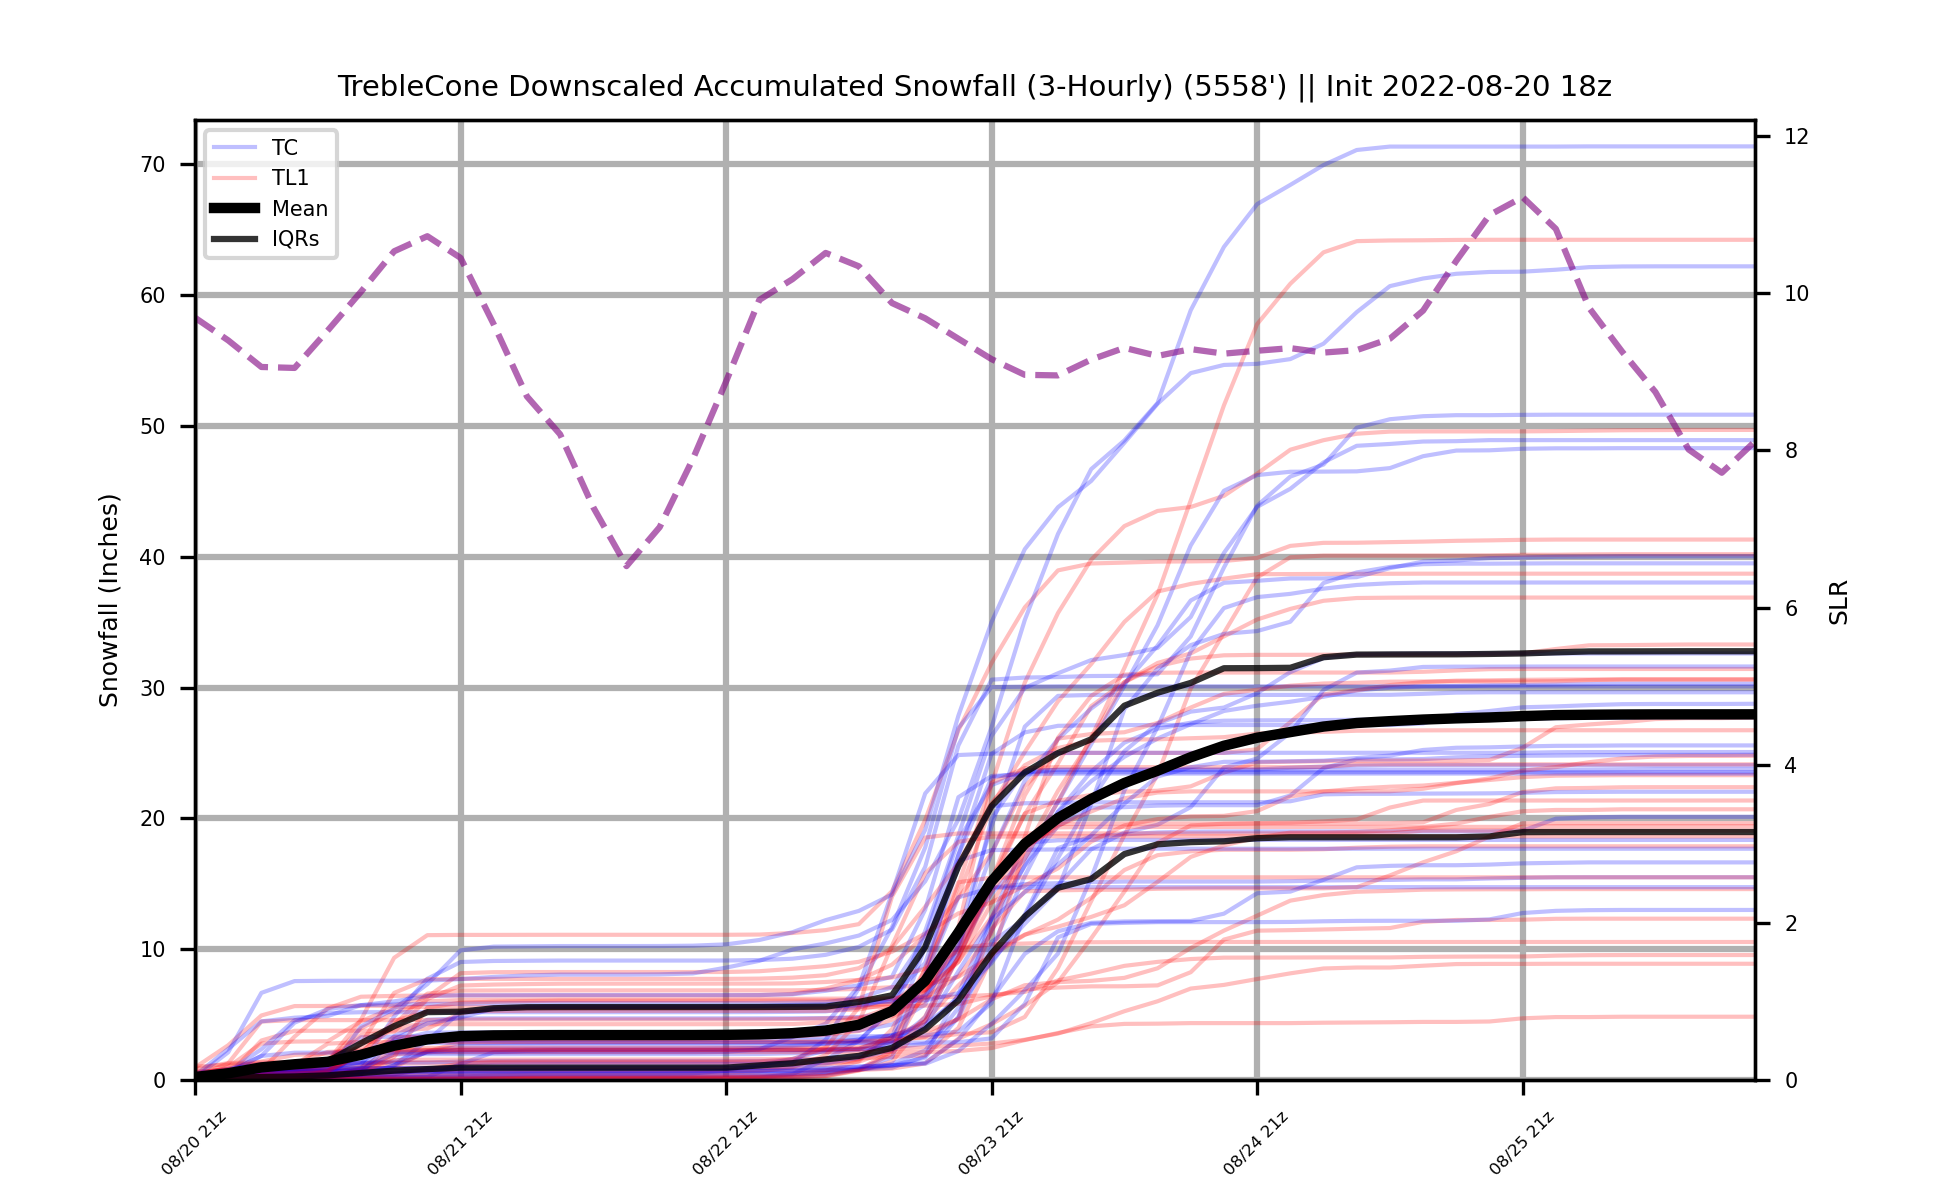 TrebleCone Downscaled Accumulated Snowfall (3-Hourly) (5558') || Init 2022-08-20 18z
TC
TL1
Mean
IQRs
70
60
50
40
30
20
10
0
Snowfall (Inches)
12
10
8
6
4
2
0
SLR
08/20 21z
08/21 21z
08/22 21z
08/23 21z
08/24 21z
08/25 21z